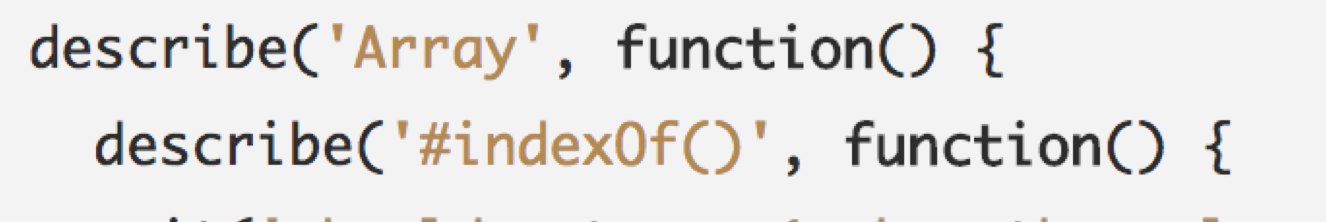 describe('Array', function() {
describe('#indexOf()', function() {